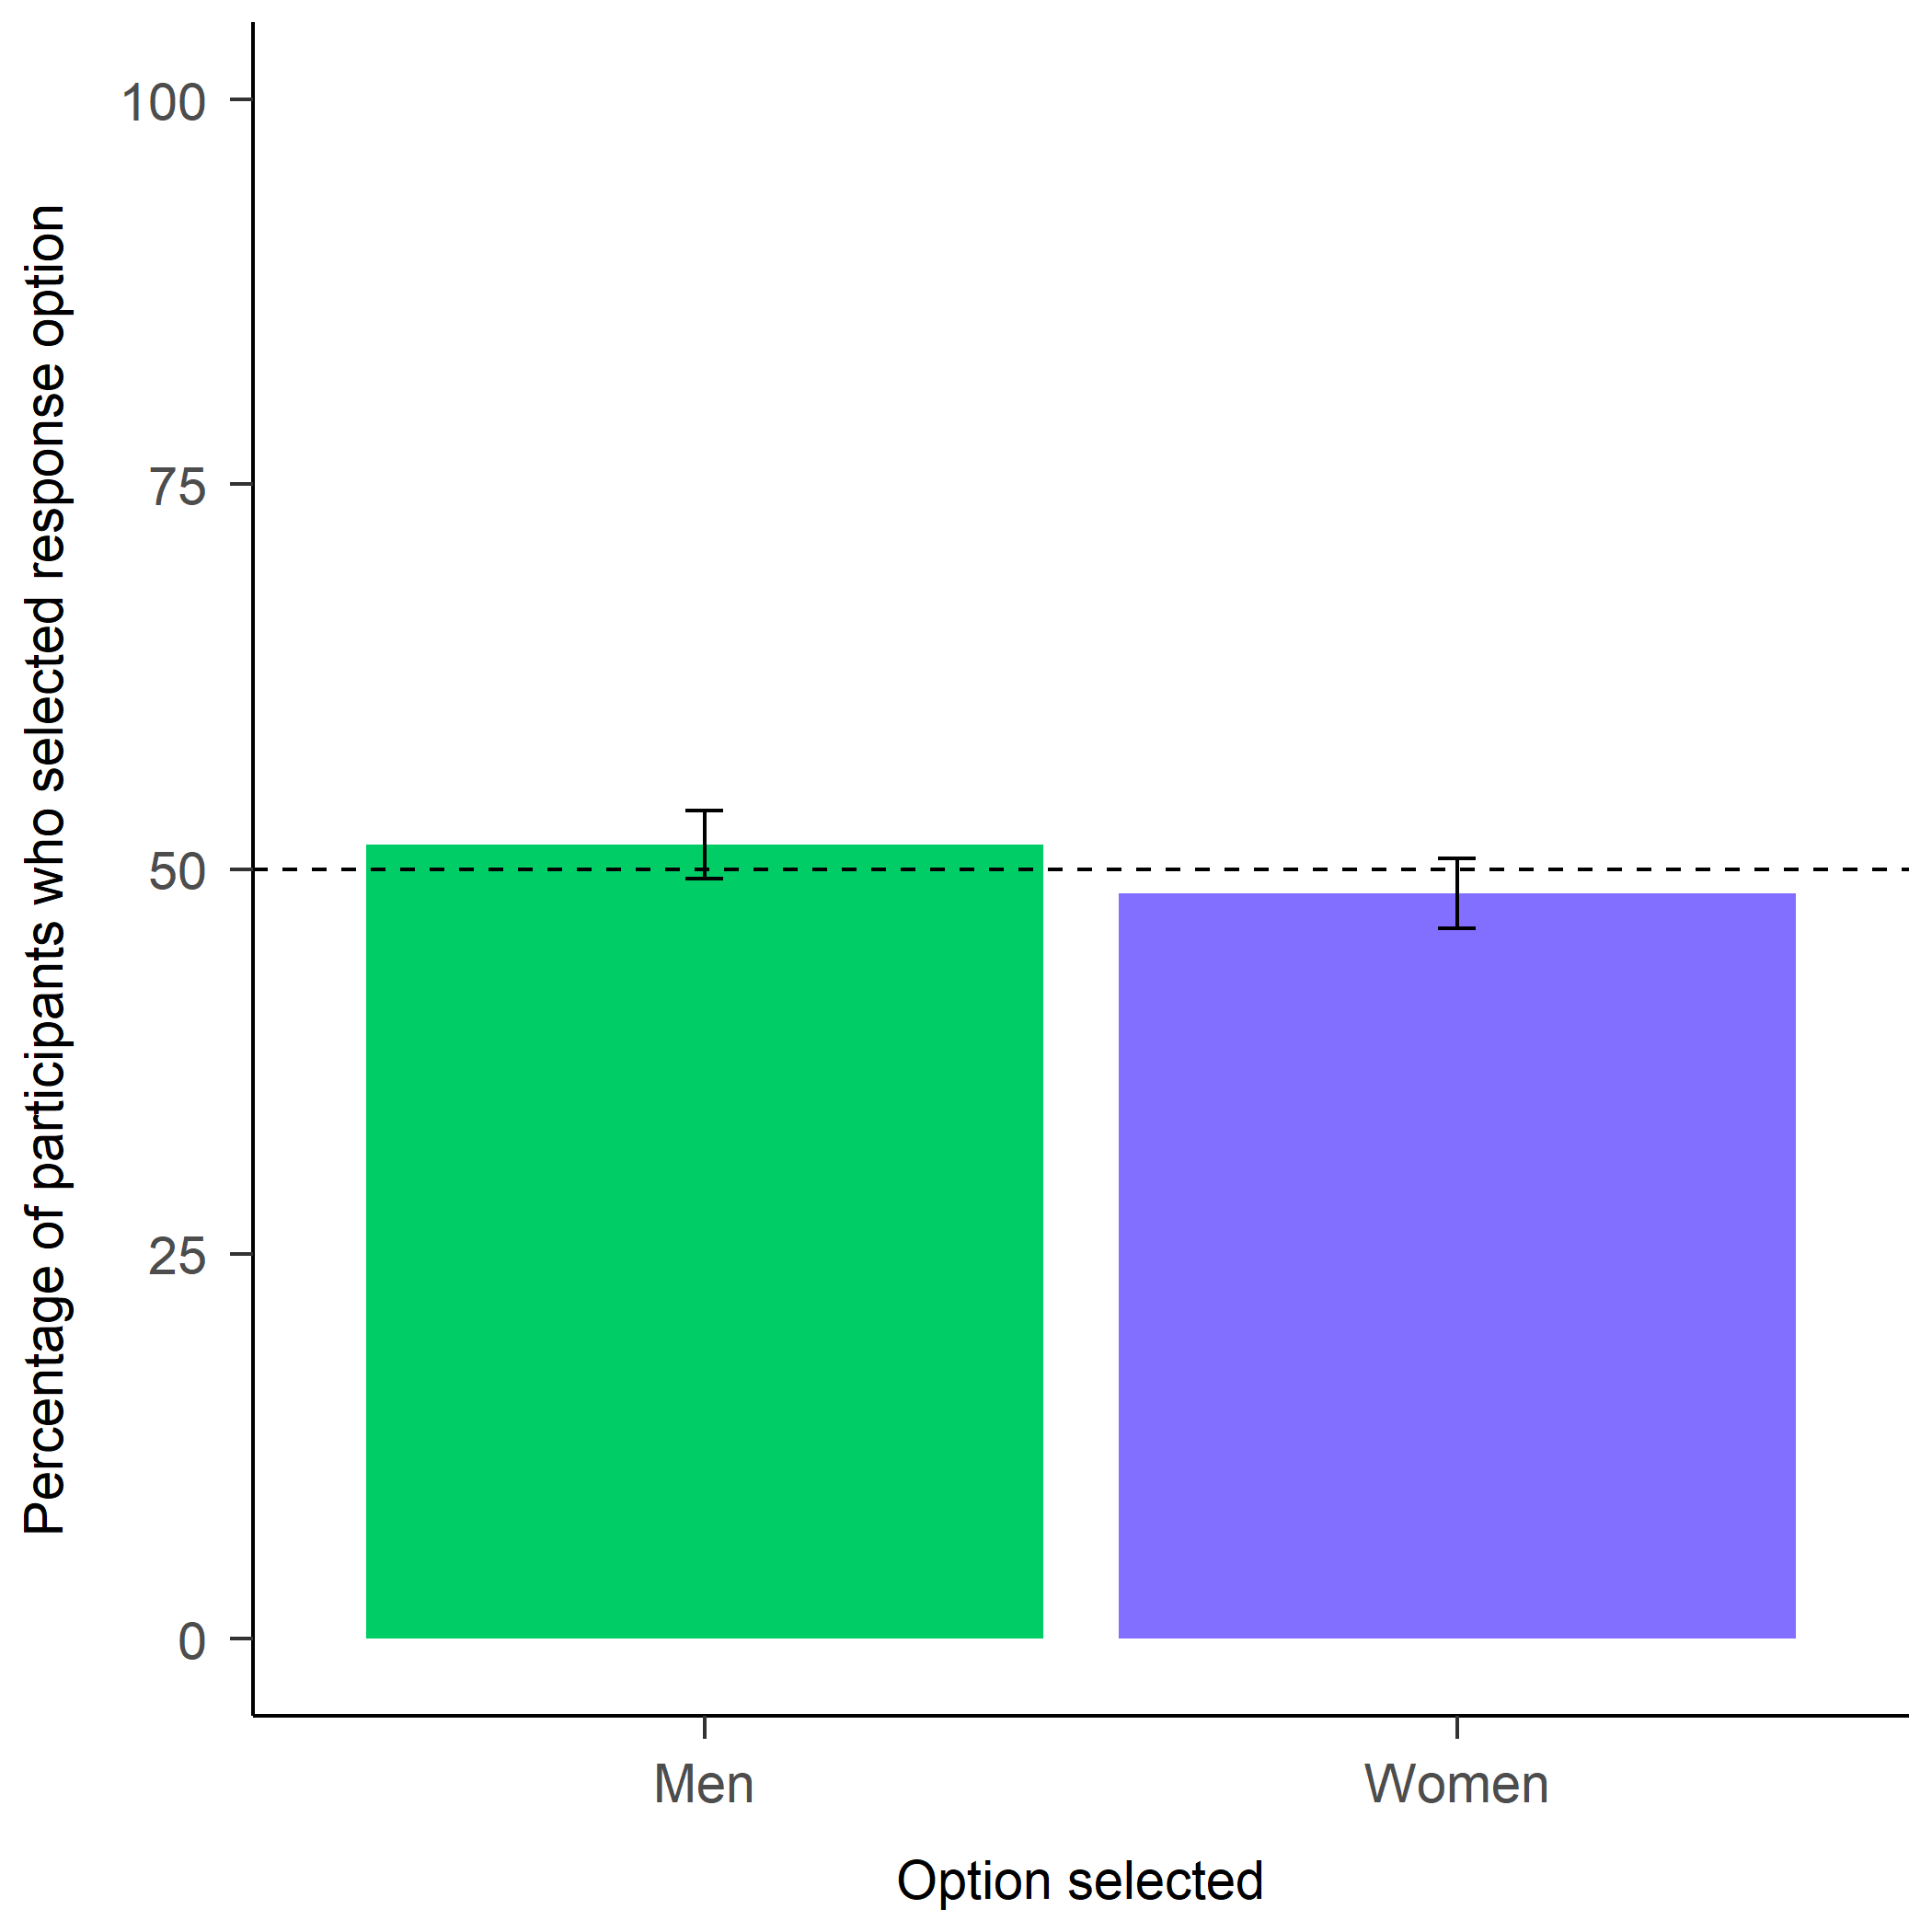 Percentage of participants who selected response option
100
75
50
25
0
Men
Women
Option selected